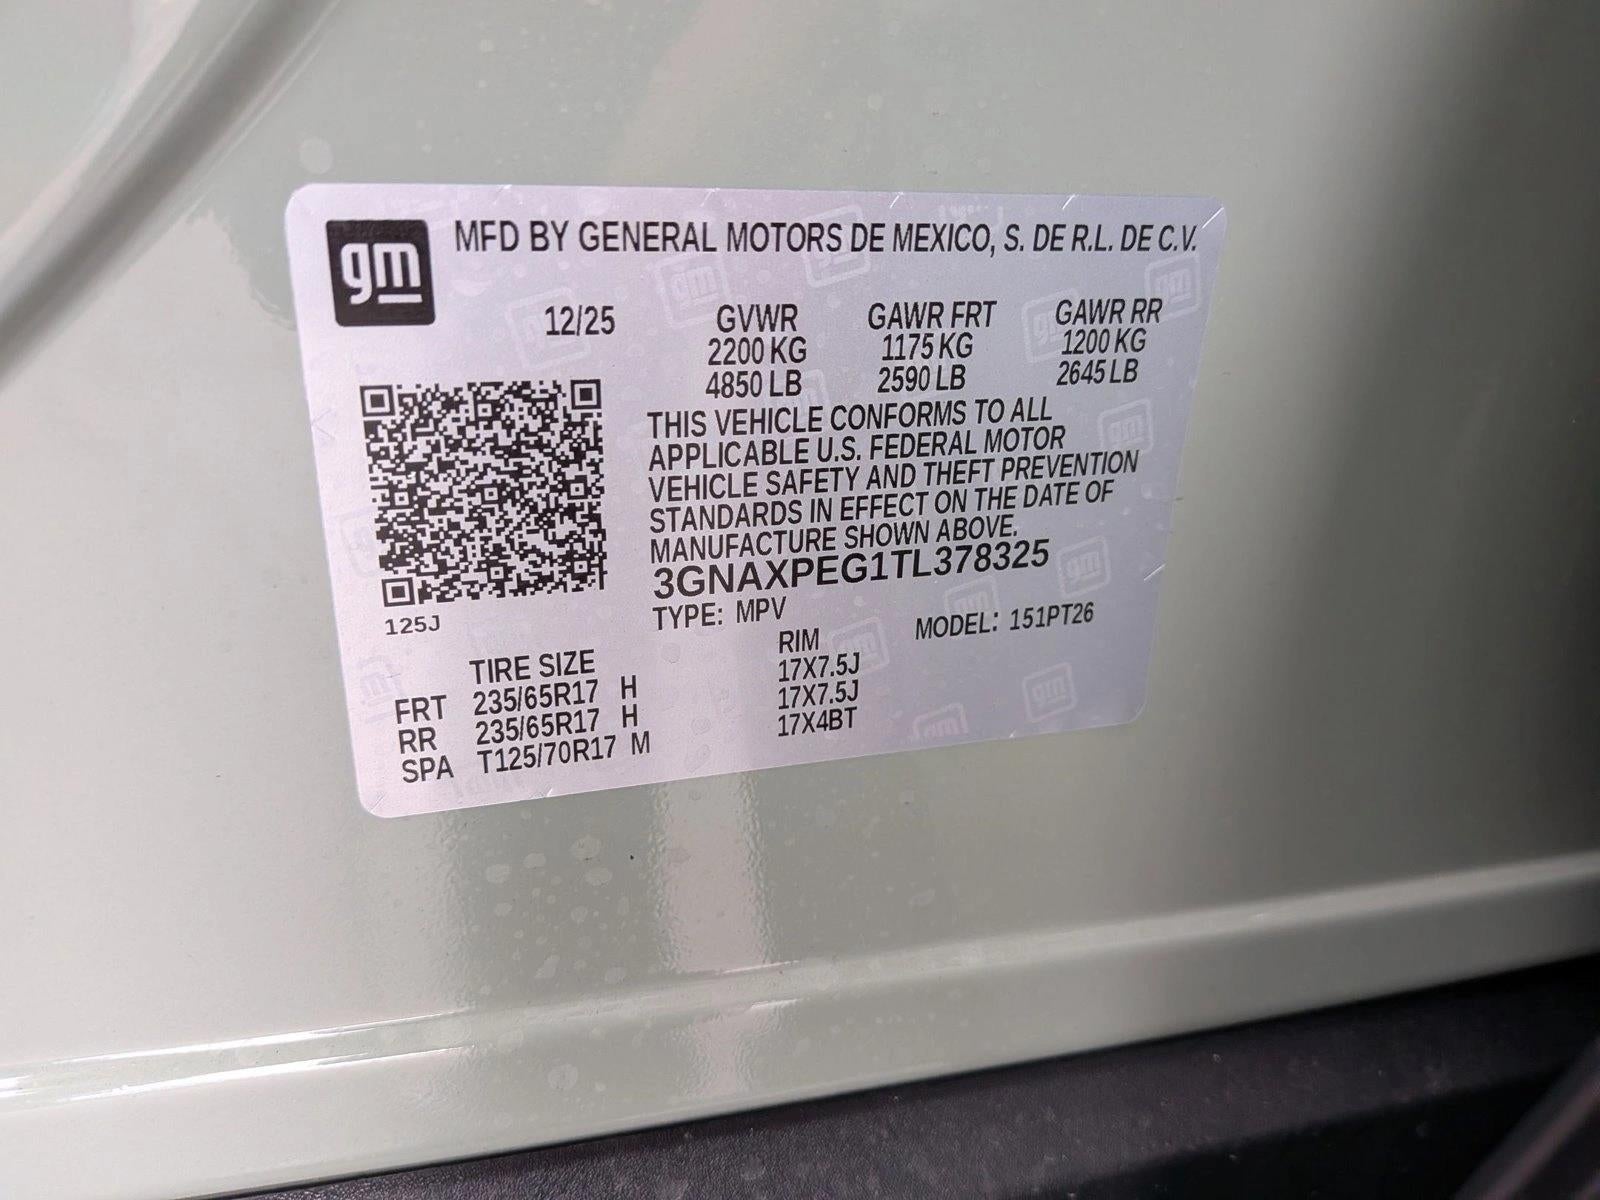 gm
MFD BY GENERAL MOTORS DE MEXICO, S. DE R.L. DE C.V.
12/25 GVWR GAWR FRT GAWR RR
2200 KG 1175 KG 1200 KG
4850 LB 2590 LB 2645 LB
THIS VEHICLE CONFORMS TO ALL
APPLICABLE U.S. FEDERAL MOTOR
VEHICLE SAFETY AND THEFT PREVENTION
STANDARDS IN EFFECT ON THE DATE OF
MANUFACTURE SHOWN ABOVE.
3GNAXPEG1TL378325
125J
TYPE: MPV MODEL: 151PT26
TIRE SIZE RIM
FRT 235/65R17 H 17X7.5J
RR 235/65R17 H 17X7.5J
SPA T125/70R17 M 17X4BT